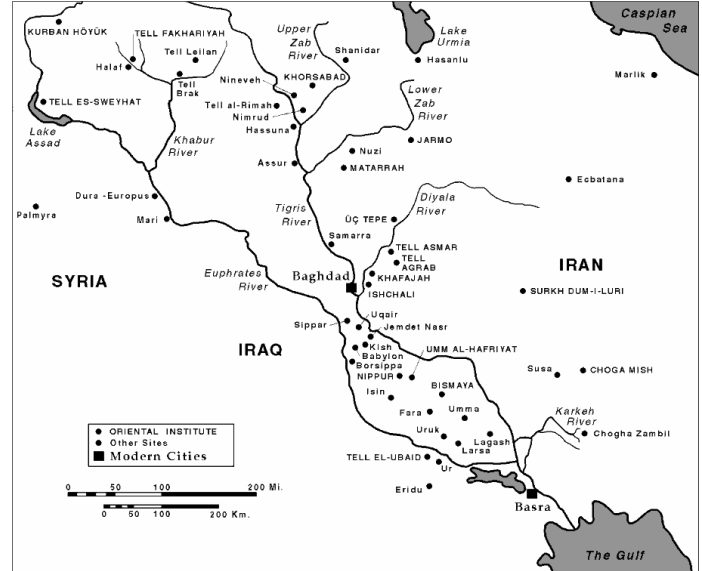 Caspian
Sea
KURBAN HÖYÜK
TELL FAKHARIYAH
Upper
Zab
River
Lake
Urmia
Tell Leilan
Shanidar
Halaf
Hasanlu
Nineveh
KHORSABAD
Marlik
Tell
Brak
Lower
Zab
River
TELL ES-SWEYHAT
Tell al-Rimah
Nimrud
Hassuna
Lake
Assad
Khabur
River
JARMO
Nuzi
Assur
MATARRAH
Ecbatana
Diyala
River
Dura -Europus
Palmyra
Mari
Tigris
River
ÜÇ TEPE
Samarra
TELL ASMAR
TELL
AGRAB
Euphrates
River
SYRIA
IRAN
Baghdad
KHAFAJAH
ISHCHALI
SURKH DUM-I-LURI
Uqair
Sippar
Jemdet Nasr
IRAQ
Kish
Babylon
UMM AL-HAFRIYAT
Borsippa
NIPPUR
Susa
CHOGA MISH
BISMAYA
Isin
Fara
Umma
Karkeh
River
Uruk
Lagash
Chogha Zambil
Larsa
TELL EL-UBAID
Ur
Eridu
Basra
The Gulf
ORIENTAL INSTITUTE
Other Sites
Modern Cities
0 50 100 200 Mi.
0 50 100 200 Km.